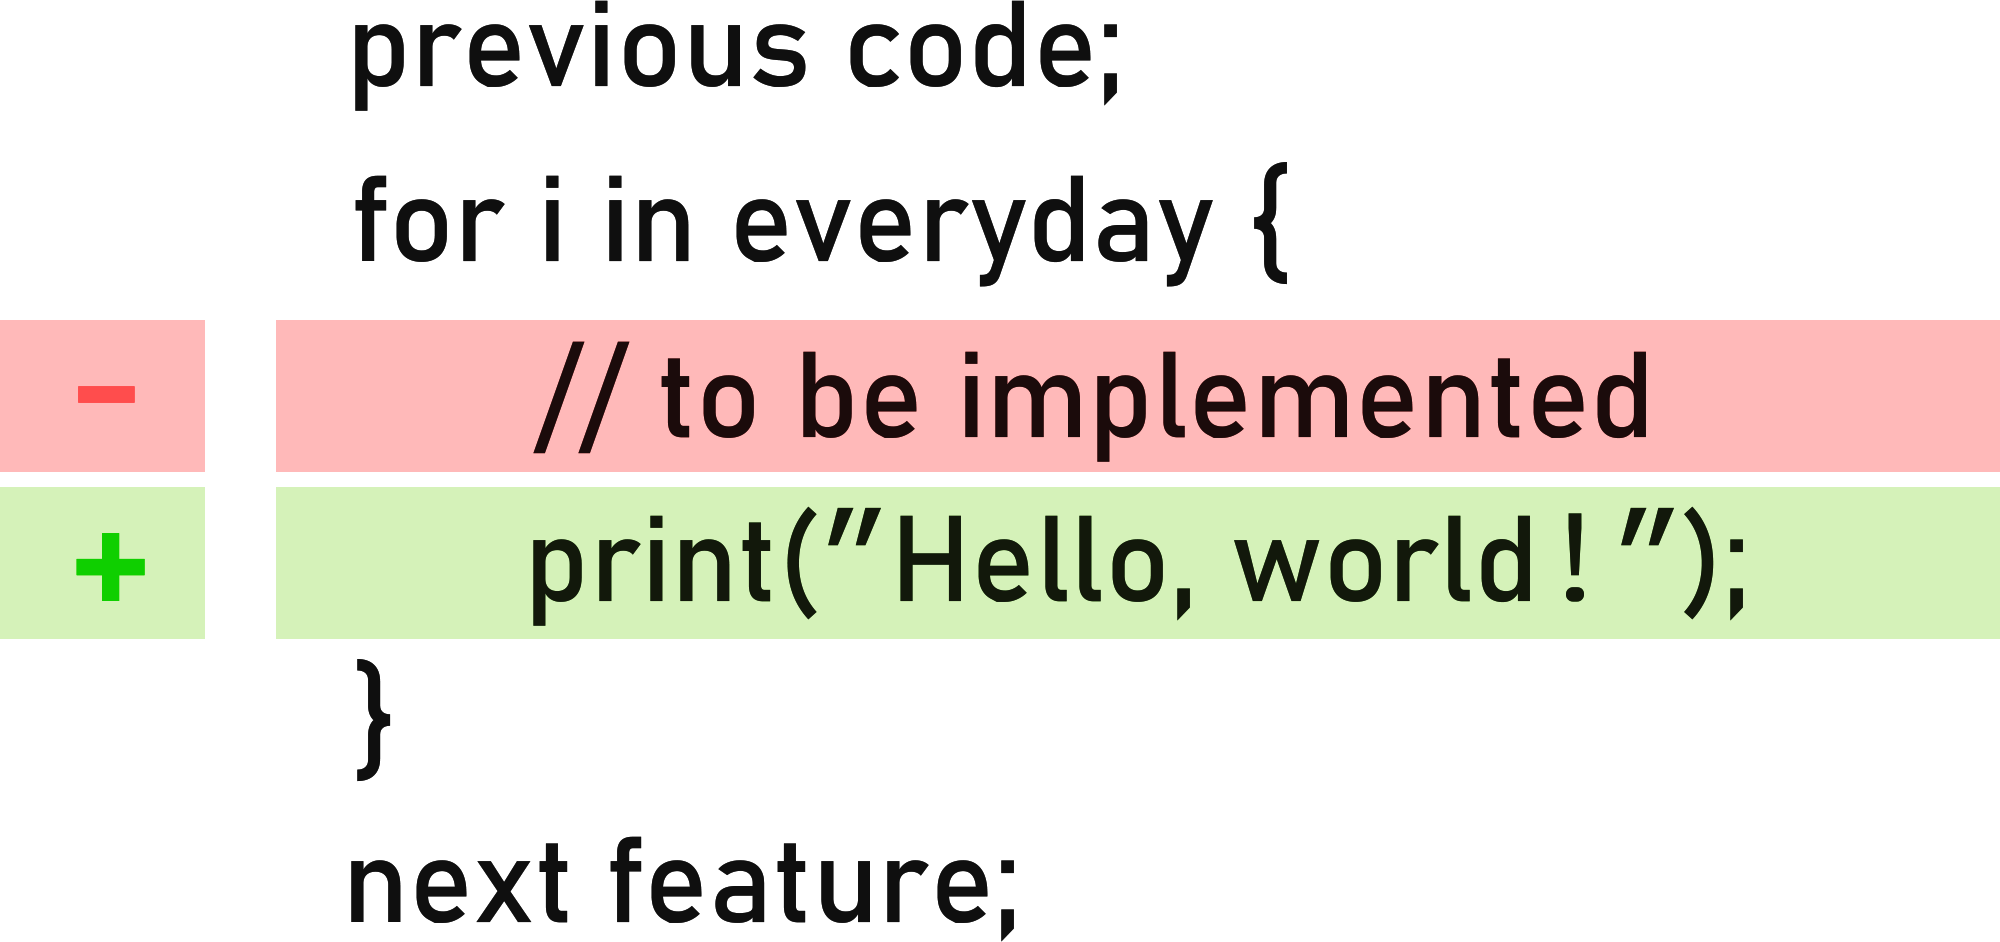 previous code;
for i in everyday {
- // to be implemented
+ print("Hello, world!");
}
next feature;